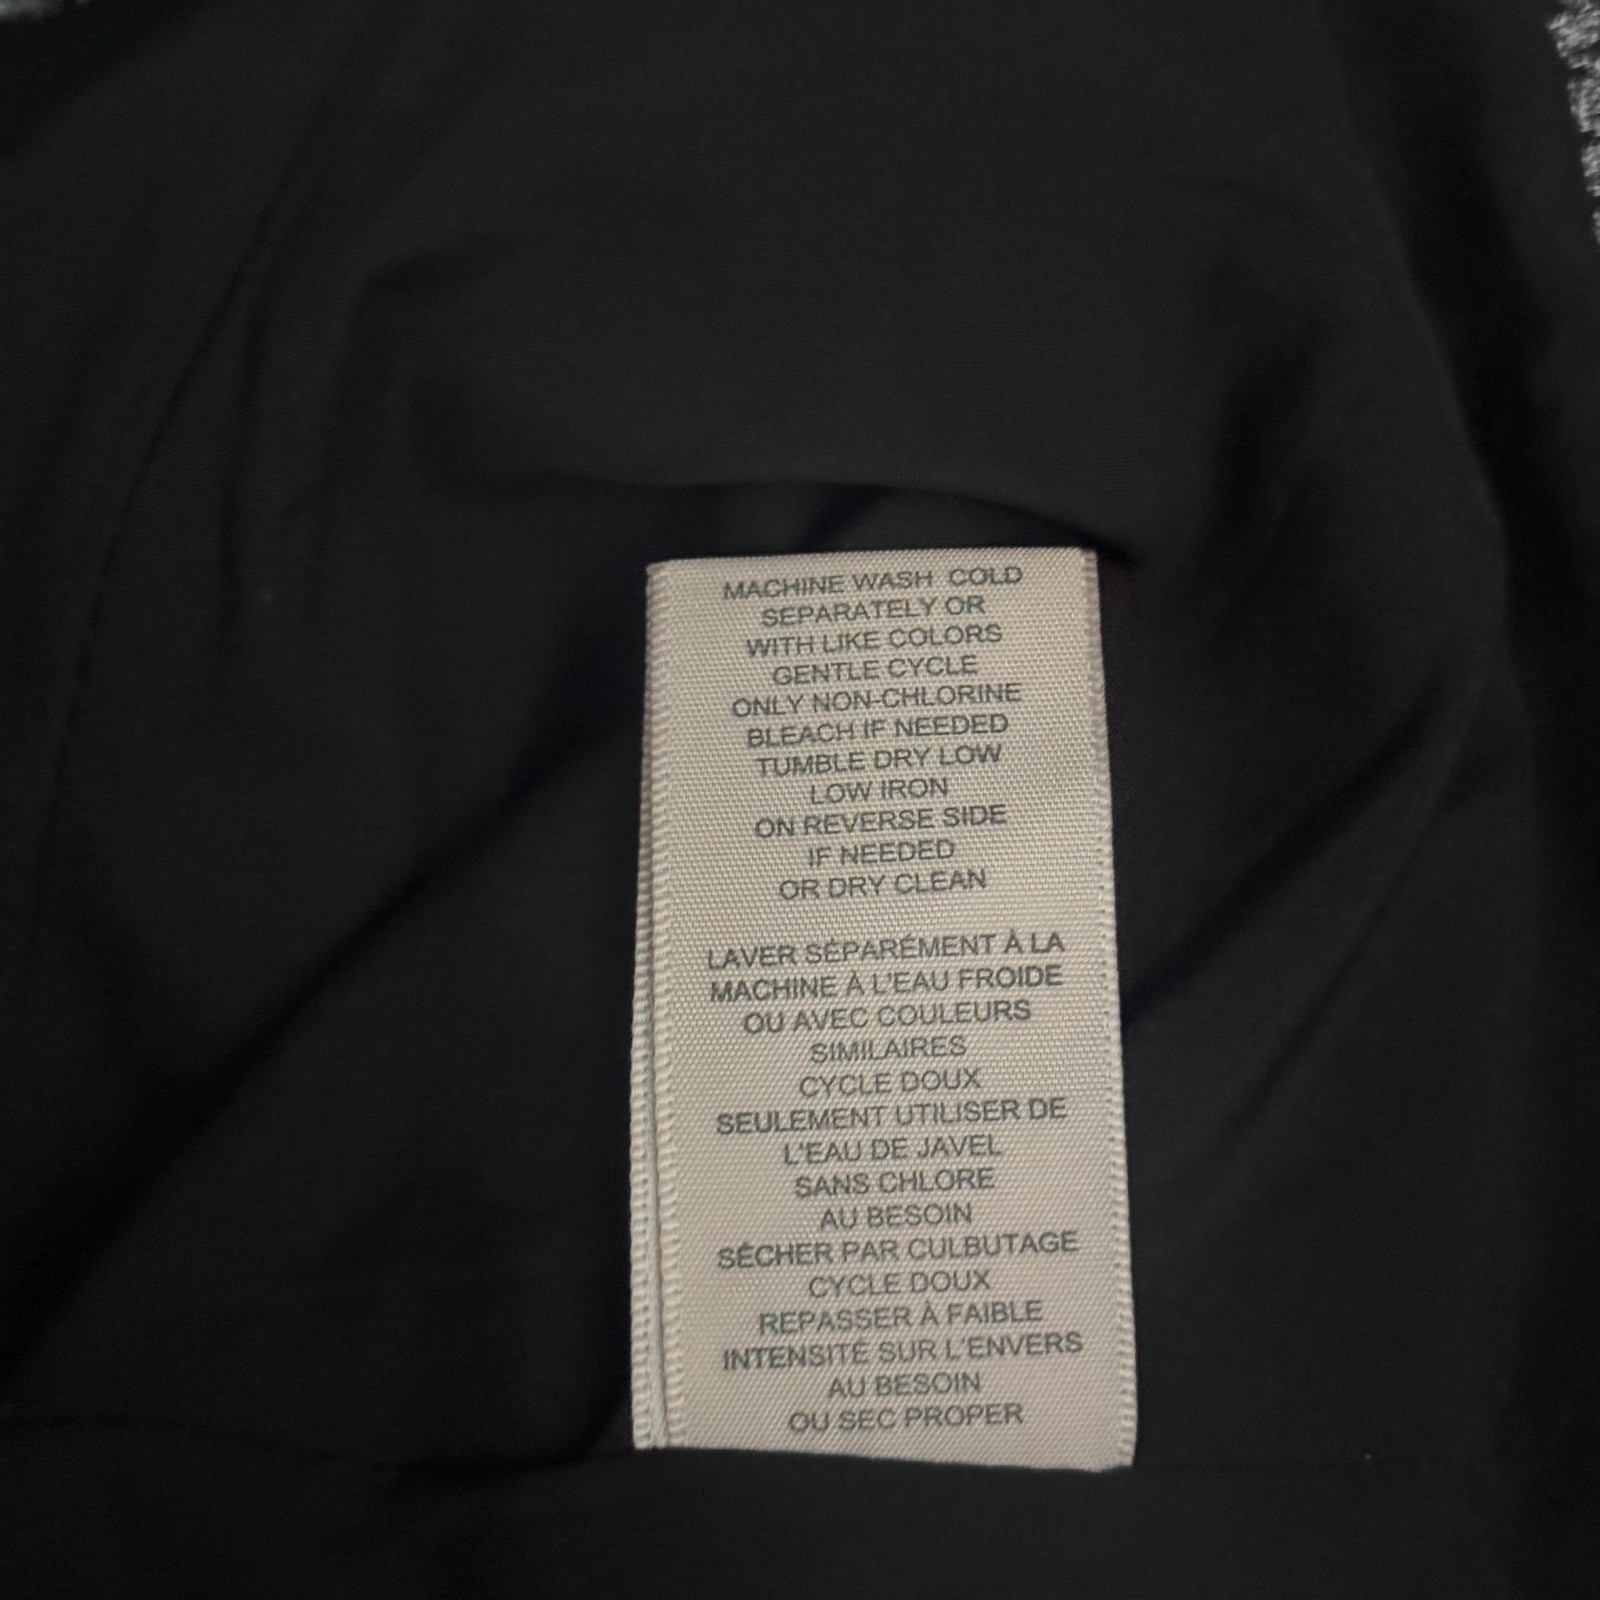 MACHINE WASH COLD
SEPARATELY OR
WITH LIKE COLORS
GENTLE CYCLE
ONLY NON-CHLORINE
BLEACH IF NEEDED
TUMBLE DRY LOW
LOW IRON
ON REVERSE SIDE
IF NEEDED
OR DRY CLEAN
LAVER SÉPARÉMENT À LA
MACHINE À L'EAU FROIDE
OU AVEC COULEURS
SIMILAIRES
CYCLE DOUX
SEULEMENT UTILISER DE
L'EAU DE JAVEL
SANS CHLORE
AU BESOIN
SÉCHER PAR CULBUTAGE
CYCLE DOUX
REPASSER À FAIBLE
INTENSITÉ SUR L'ENVERS
AU BESOIN
OU SEC PROPER